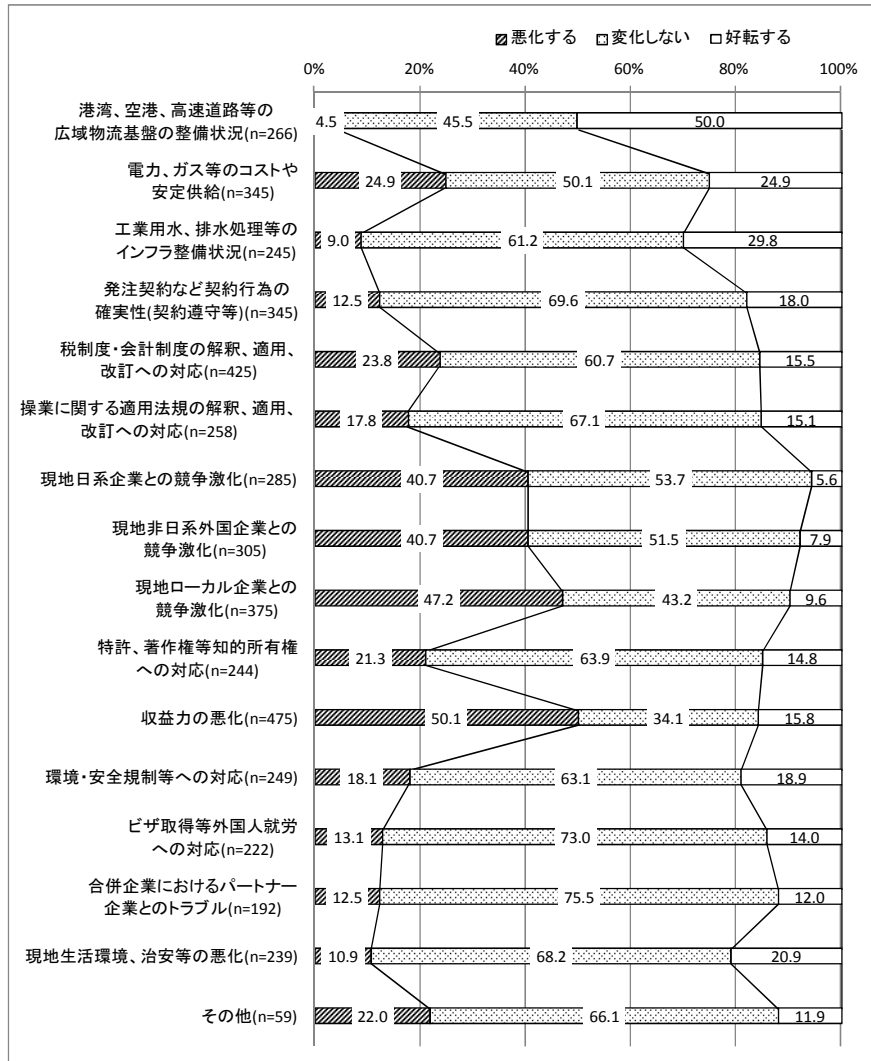 悪化する 変化しない 好転する
0% 20% 40% 60% 80% 100%
港湾、空港、高速道路等の
広域物流基盤の整備状況(n=266)
4.5 45.5 50.0
電力、ガス等のコストや
安定供給(n=345)
24.9 50.1 24.9
工業用水、排水処理等の
インフラ整備状況(n=245)
9.0 61.2 29.8
発注契約など契約行為の
確実性(契約遵守等)(n=345)
12.5 69.6 18.0
税制度・会計制度の解釈、適用、
改訂への対応(n=425)
23.8 60.7 15.5
操業に関する適用法規の解釈、適用、
改訂への対応(n=258)
17.8 67.1 15.1
現地日系企業との競争激化(n=285)
40.7 53.7 5.6
現地非日系外国企業との
競争激化(n=305)
40.7 51.5 7.9
現地ローカル企業との
競争激化(n=375)
47.2 43.2 9.6
特許、著作権等知的所有権
への対応(n=244)
21.3 63.9 14.8
収益力の悪化(n=475)
50.1 34.1 15.8
環境・安全規制等への対応(n=249)
18.1 63.1 18.9
ビザ取得等外国人就労
への対応(n=222)
13.1 73.0 14.0
合併企業におけるパートナー
企業とのトラブル(n=192)
12.5 75.5 12.0
現地生活環境、治安等の悪化(n=239)
10.9 68.2 20.9
その他(n=59)
22.0 66.1 11.9